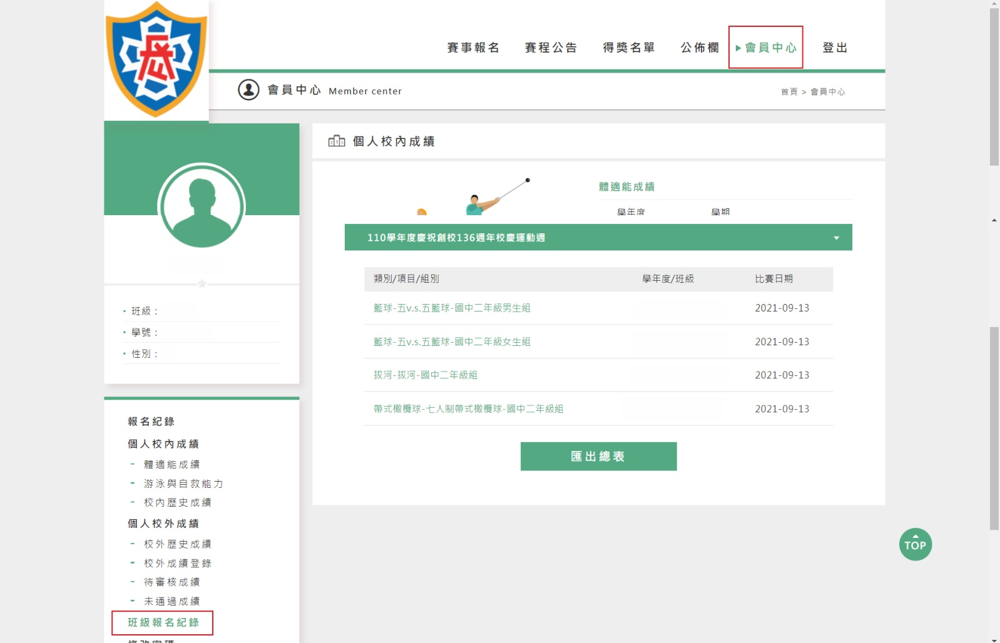 賽事報名 賽程公告 得獎名單 公佈欄 會員中心 登出
會員中心 Member center
首頁 > 會員中心
個人校內成績
體適能成績
學年度 學期
110學年度慶祝創校136週年校慶運動週
類別/項目/組別 學年度/班級 比賽日期
籃球-五v.s.五籃球-國中二年級男生組 2021-09-13
籃球-五v.s.五籃球-國中二年級女生組 2021-09-13
拔河-拔河-國中二年級組 2021-09-13
帶式橄欖球-七人制帶式橄欖球-國中二年級組 2021-09-13
匯出總表
班級：
學號：
性別：
報名紀錄
個人校內成績
- 體適能成績
- 游泳與自救能力
- 校內歷史成績
個人校外成績
- 校外歷史成績
- 校外成績登錄
- 待審核成績
- 未通過成績
班級報名紀錄
修改密碼
TOP